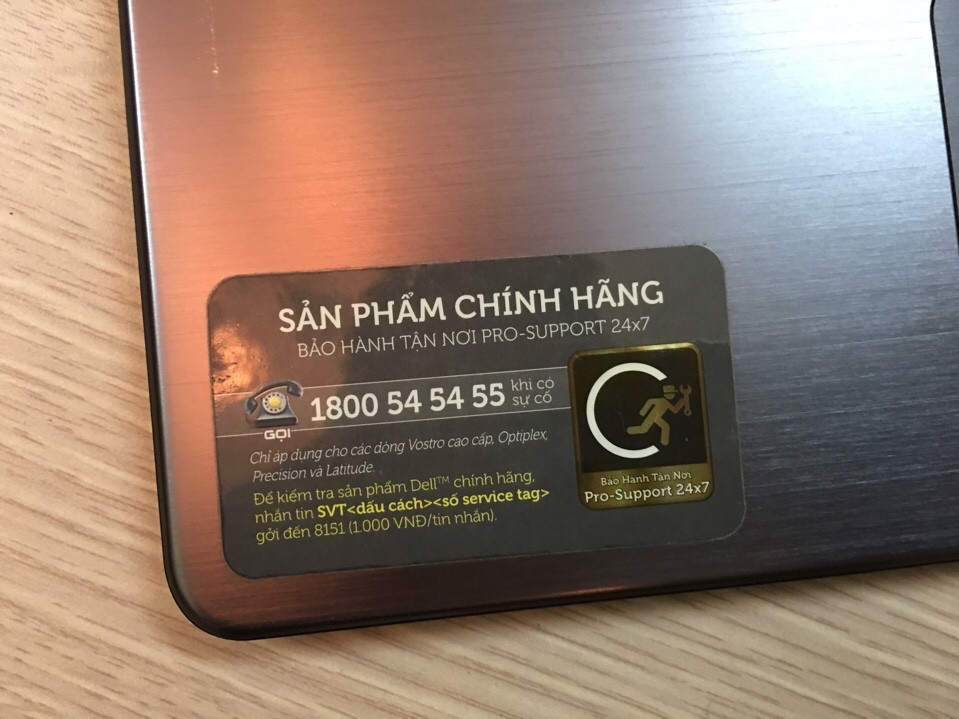 SẢN PHẨM CHÍNH HÃNG
BẢO HÀNH TẬN NƠI PRO-SUPPORT 24x7
GỌI 1800 54 54 55 khi có sự cố
Chỉ áp dụng cho các dòng Vostro cao cấp, Optiplex,
Precision và Latitude.
Để kiểm tra sản phẩm Dell™ chính hãng,
nhắn tin SVT<dấu cách><số service tag>
gởi đến 8151 (1.000 VNĐ/tin nhắn).
Bảo Hành Tận Nơi
Pro-Support 24x7